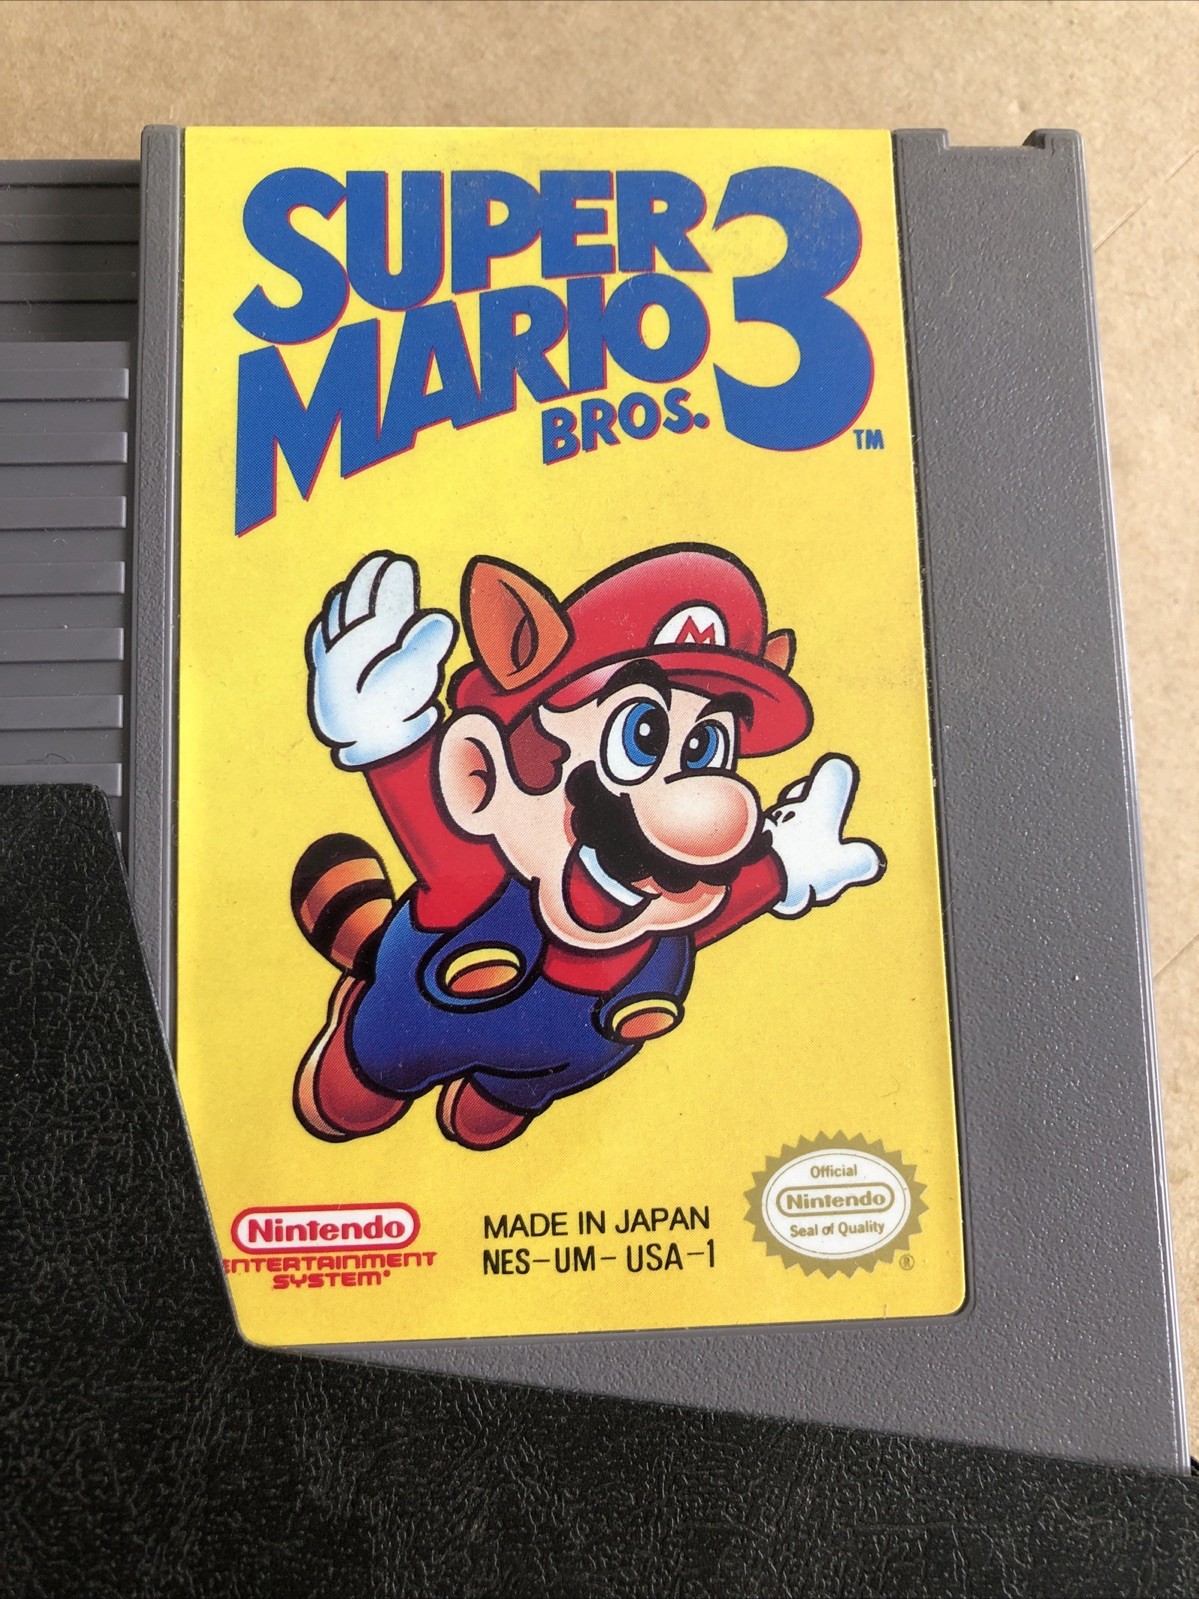 SUPER
MARIO
BROS.
3
TM
M
Nintendo
ENTERTAINMENT
SYSTEM®
MADE IN JAPAN
NES-UM-USA-1
Official
Nintendo
Seal of Quality
®